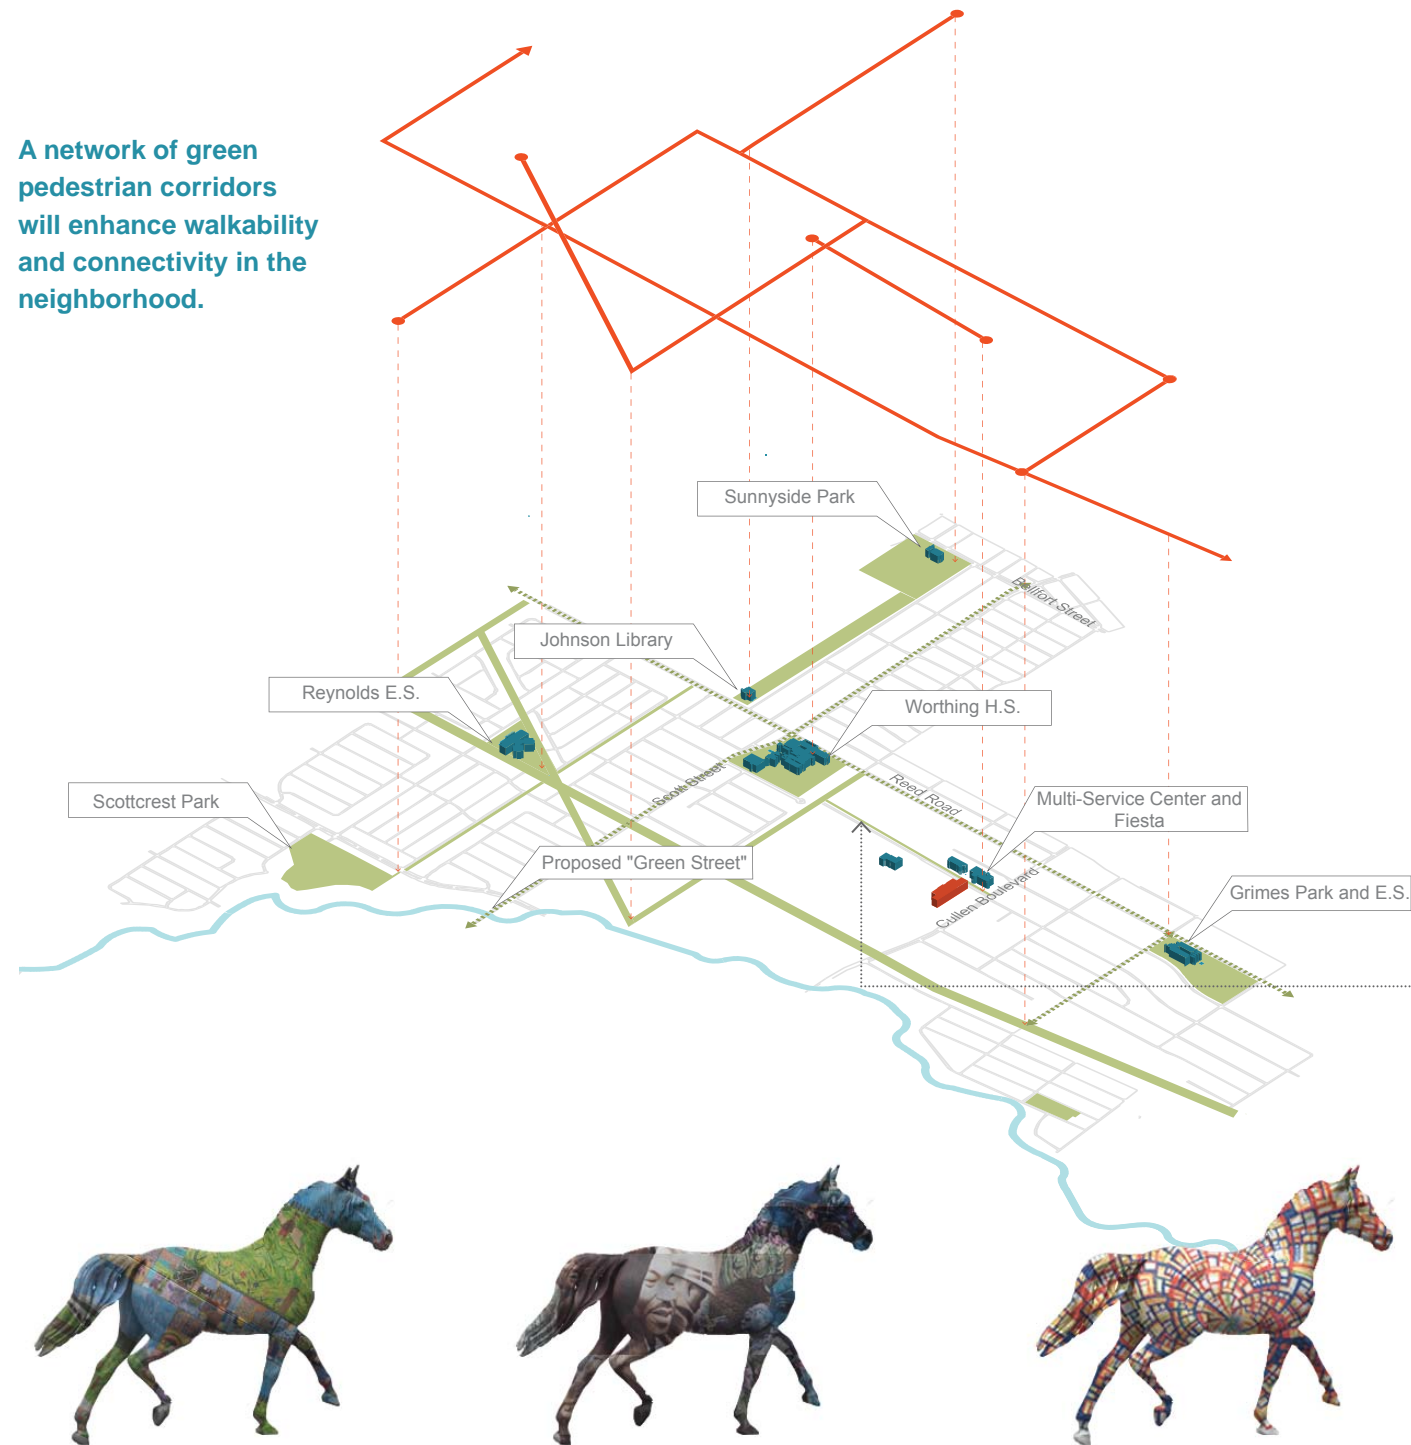 A network of green
pedestrian corridors
will enhance walkability
and connectivity in the
neighborhood.
Sunnyside Park
Bellfort Street
Johnson Library
Reynolds E.S.
Worthing H.S.
Scott Street
Reed Road
Scottcrest Park
Multi-Service Center and
Fiesta
Proposed "Green Street"
Cullen Boulevard
Grimes Park and E.S.